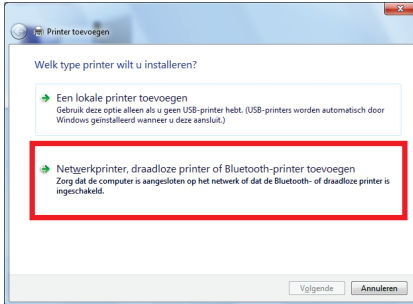 Printer toevoegen
Welk type printer wilt u installeren?
Een lokale printer toevoegen
Gebruik deze optie alleen als u geen USB-printer hebt. (USB-printers worden automatisch door
Windows geïnstalleerd wanneer u deze aansluit.)
Netwerkprinter, draadloze printer of Bluetooth-printer toevoegen
Zorg dat de computer is aangesloten op het netwerk of dat de Bluetooth- of draadloze printer is
ingeschakeld.
Volgende Annuleren